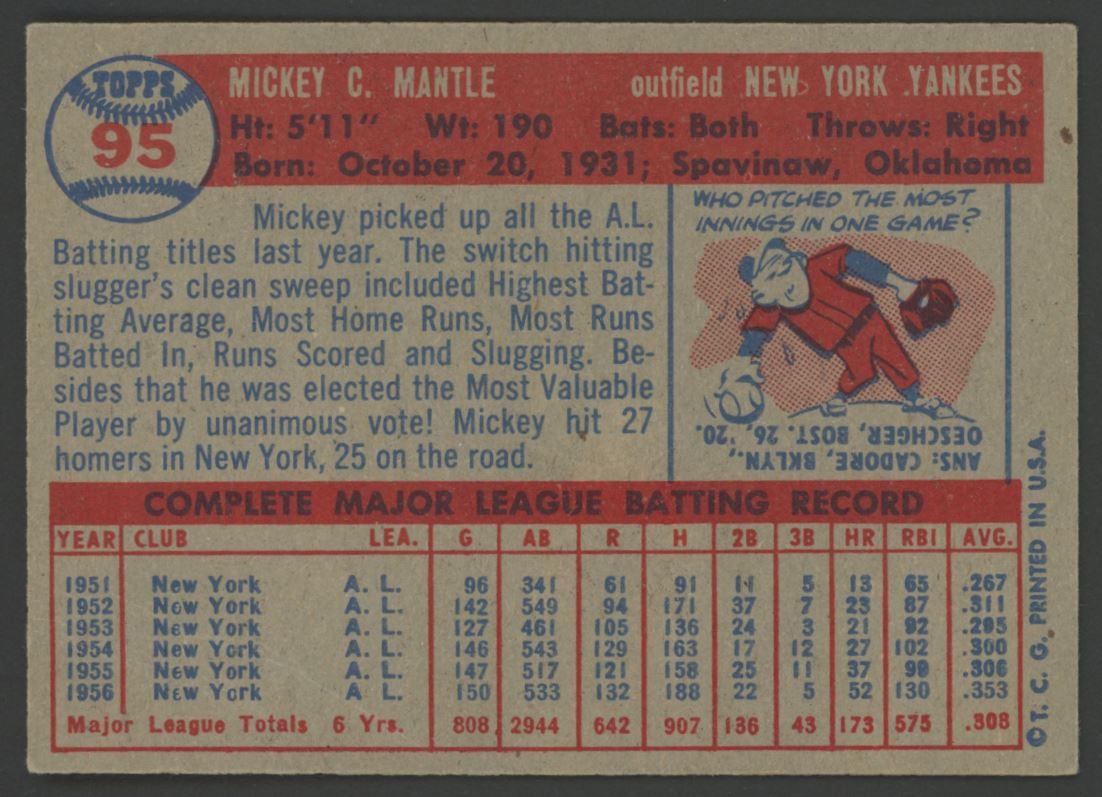 TOPPS
95
MICKEY C. MANTLE outfield NEW YORK YANKEES
Ht: 5'11" Wt: 190 Bats: Both Throws: Right
Born: October 20, 1931; Spavinaw, Oklahoma
Mickey picked up all the A.L.
Batting titles last year. The switch hitting
slugger's clean sweep included Highest Bat-
ting Average, Most Home Runs, Most Runs
Batted In, Runs Scored and Slugging. Be-
sides that he was elected the Most Valuable
Player by unanimous vote! Mickey hit 27
homers in New York, 25 on the road.
WHO PITCHED THE MOST
INNINGS IN ONE GAME?
ANS: CADORE, BKLYN.,
OESCHGER, BOST. 26, '20.
COMPLETE MAJOR LEAGUE BATTING RECORD
YEAR CLUB LEA. G AB R H 2B 3B HR RBI AVG.
1951 New York A. L. 96 341 61 91 11 5 13 65 .267
1952 New York A. L. 142 549 94 171 37 7 23 87 .311
1953 New York A. L. 127 461 105 136 24 3 21 92 .295
1954 New York A. L. 146 543 129 163 17 12 27 102 .300
1955 New York A. L. 147 517 121 158 25 11 37 99 .306
1956 New York A. L. 150 533 132 188 22 5 52 130 .353
Major League Totals 6 Yrs. 808 2944 642 907 136 43 173 575 .308
©T. C. G. PRINTED IN U.S.A.